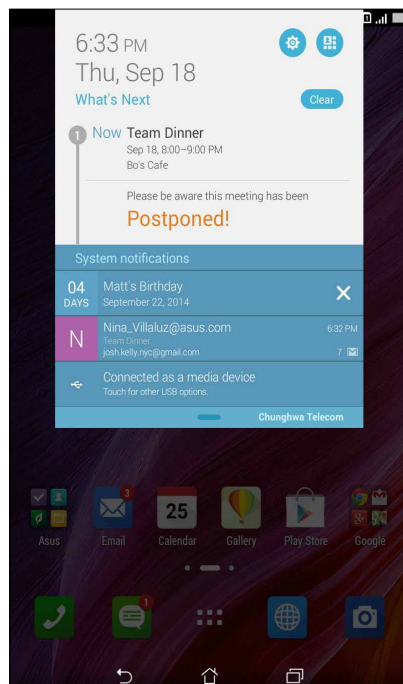 6:33 PM
Thu, Sep 18
What's Next
Clear
1 Now Team Dinner
Sep 18, 8:00–9:00 PM
Bo's Cafe
Please be aware this meeting has been
Postponed!
System notifications
04 Matt's Birthday
DAYS September 22, 2014
N Nina_Villaluz@asus.com 6:32 PM
Team Dinner
josh.kelly.nyc@gmail.com 7
Connected as a media device
Touch for other USB options.
Chunghwa Telecom
3
25
Asus Email Calendar Gallery Play Store Google
1